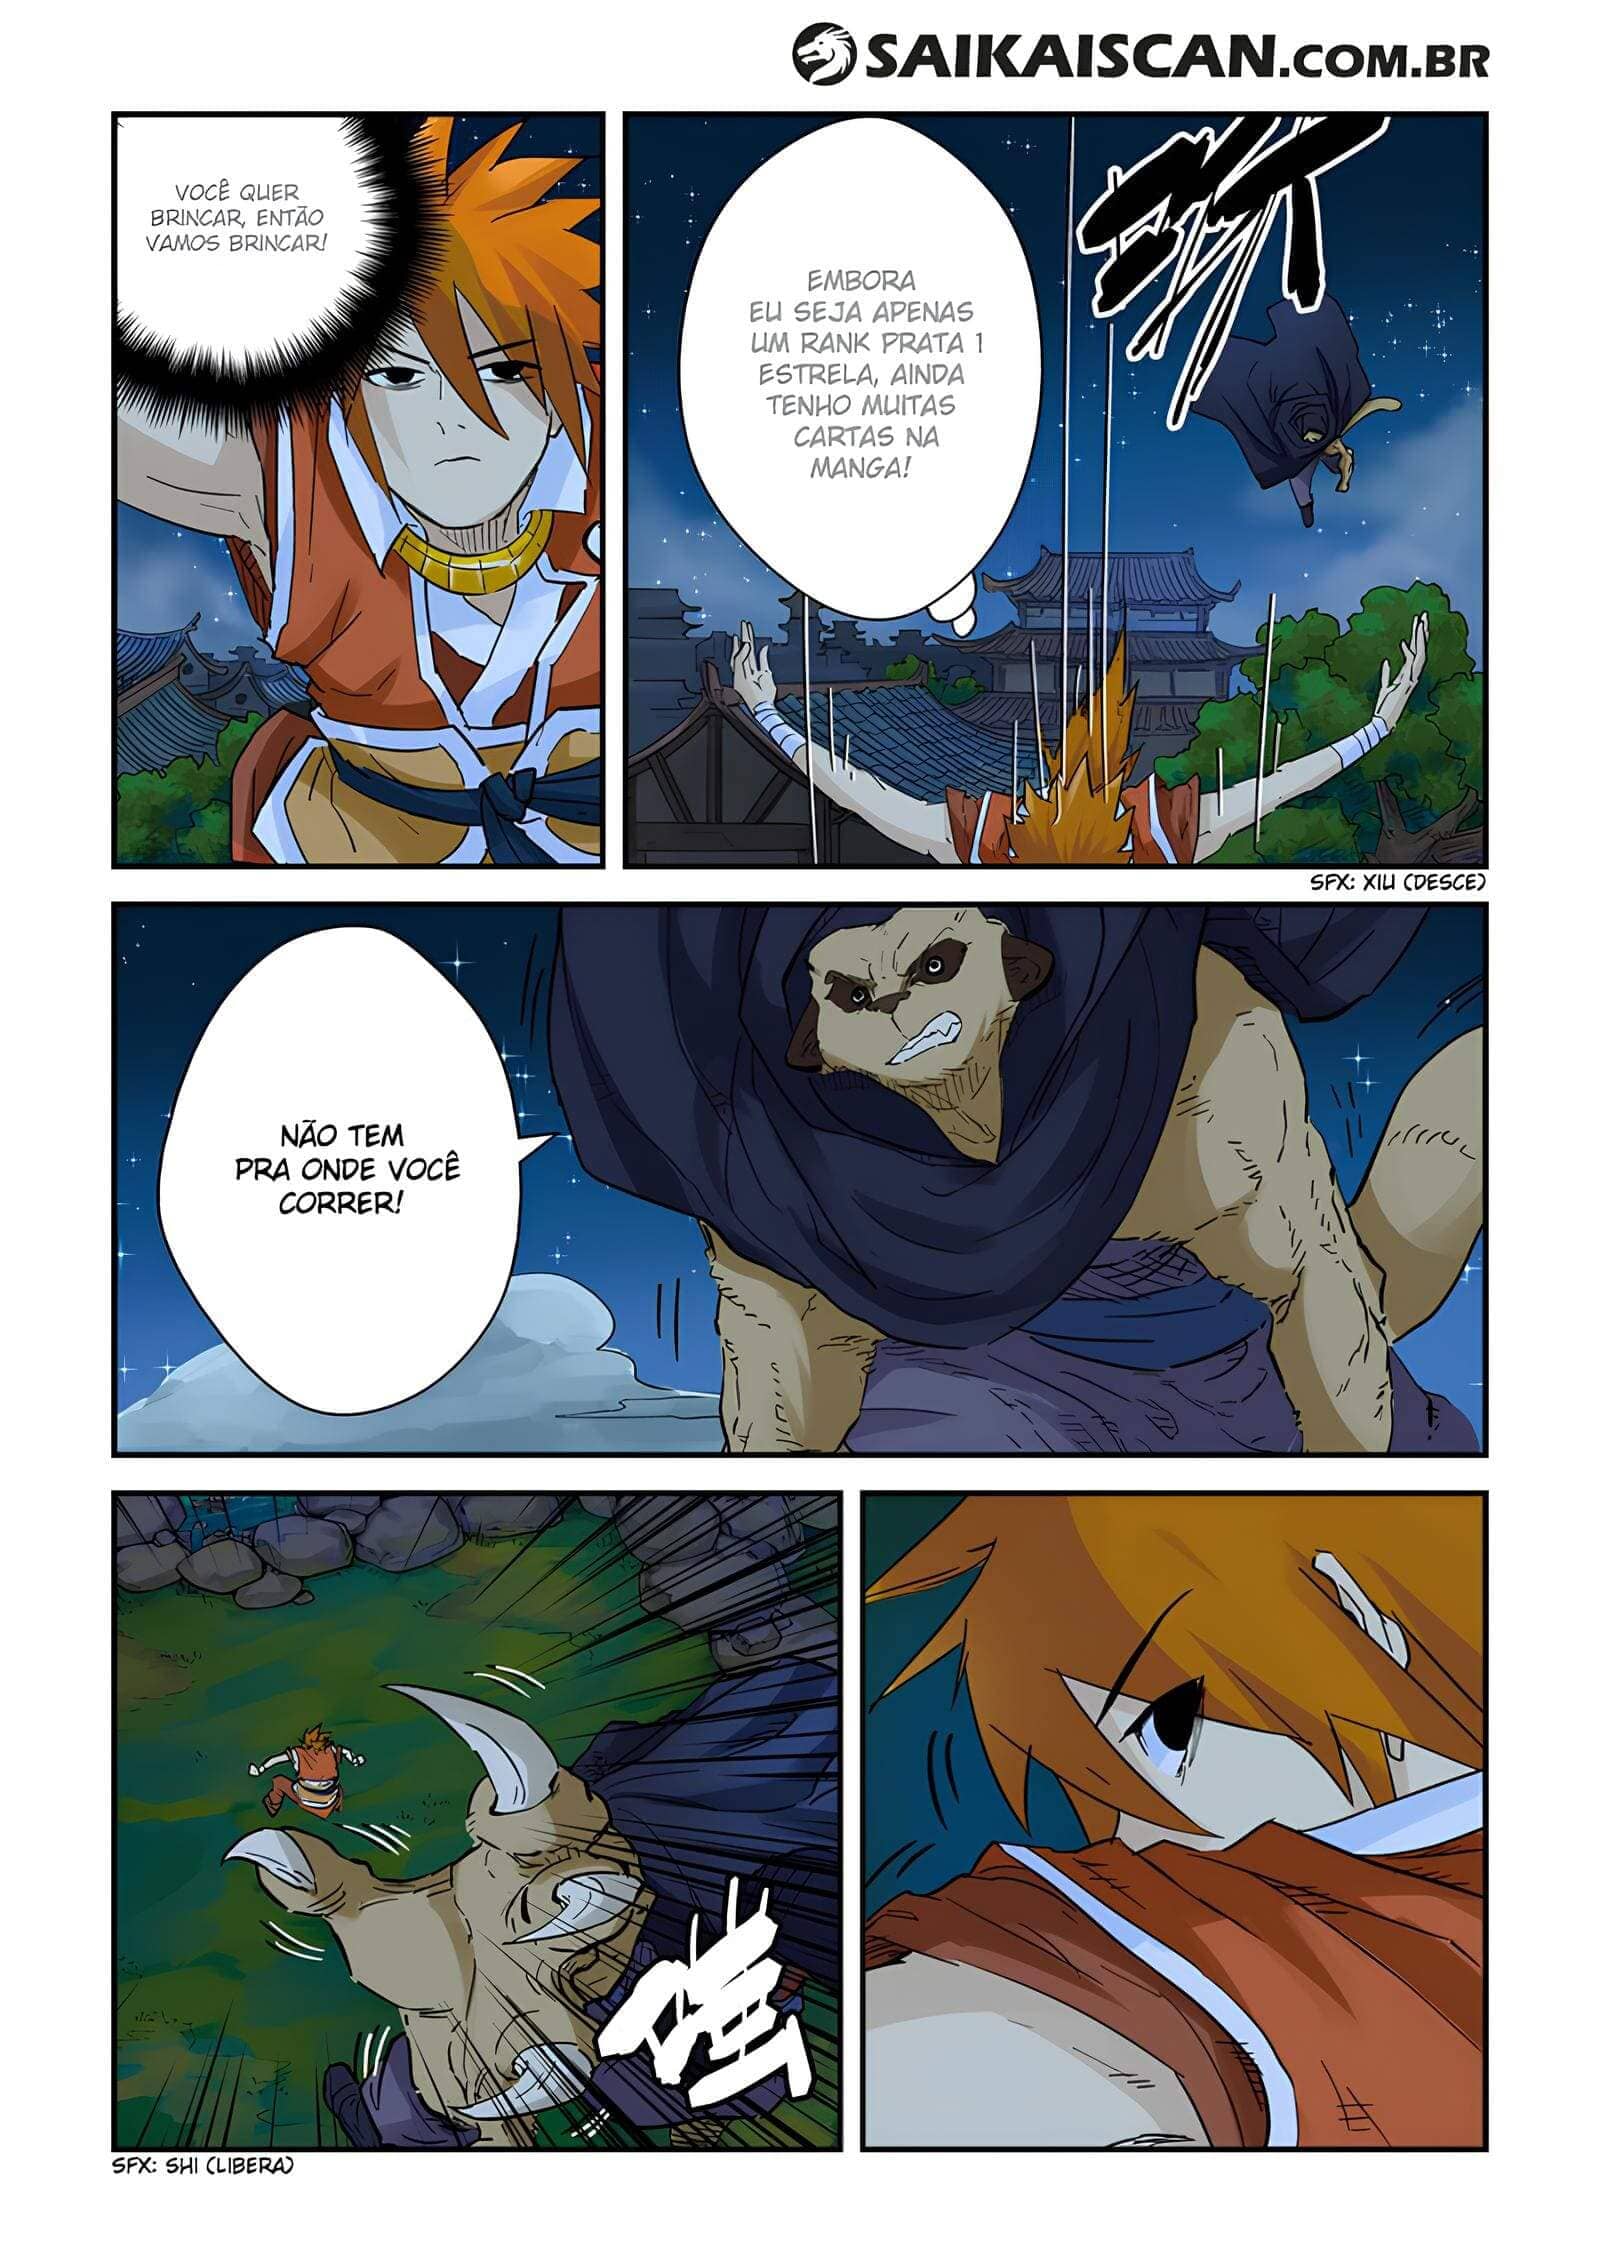 SAIKAISCAN.COM.BR
VOCÊ QUER
BRINCAR, ENTÃO
VAMOS BRINCAR!
EMBORA
EU SEJA APENAS
UM RANK PRATA 1
ESTRELA, AINDA
TENHO MUITAS
CARTAS NA
MANGA!
SFX: XIU (DESCE)
NÃO TEM
PRA ONDE VOCÊ
CORRER!
SFX: SHI (LIBERA)